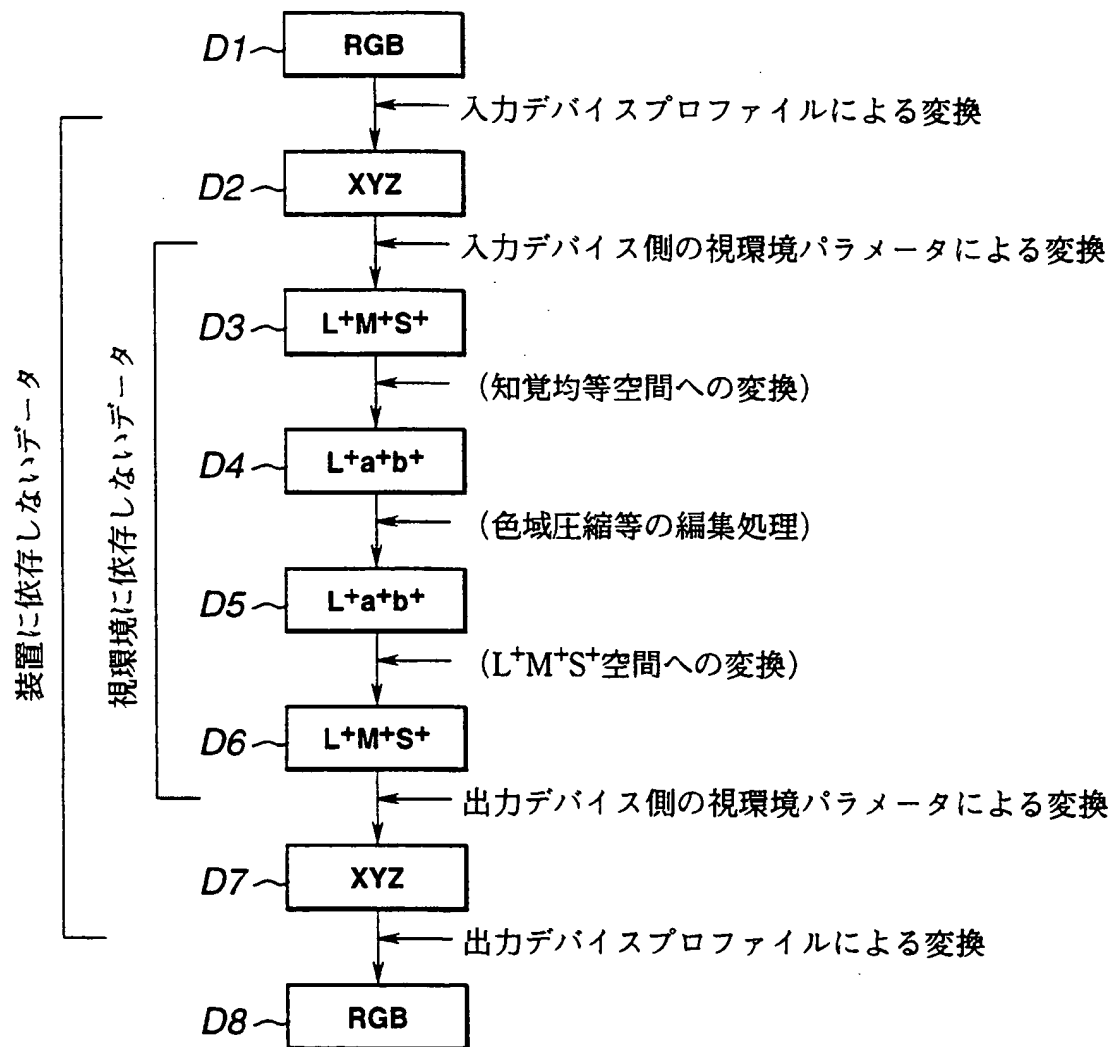 D1 RGB
入力デバイスプロファイルによる変換
D2 XYZ
入力デバイス側の視環境パラメータによる変換
D3 L⁺M⁺S⁺
(知覚均等空間への変換)
D4 L⁺a⁺b⁺
(色域圧縮等の編集処理)
D5 L⁺a⁺b⁺
(L⁺M⁺S⁺空間への変換)
D6 L⁺M⁺S⁺
出力デバイス側の視環境パラメータによる変換
D7 XYZ
出力デバイスプロファイルによる変換
D8 RGB
装置に依存しないデータ
視環境に依存しないデータ